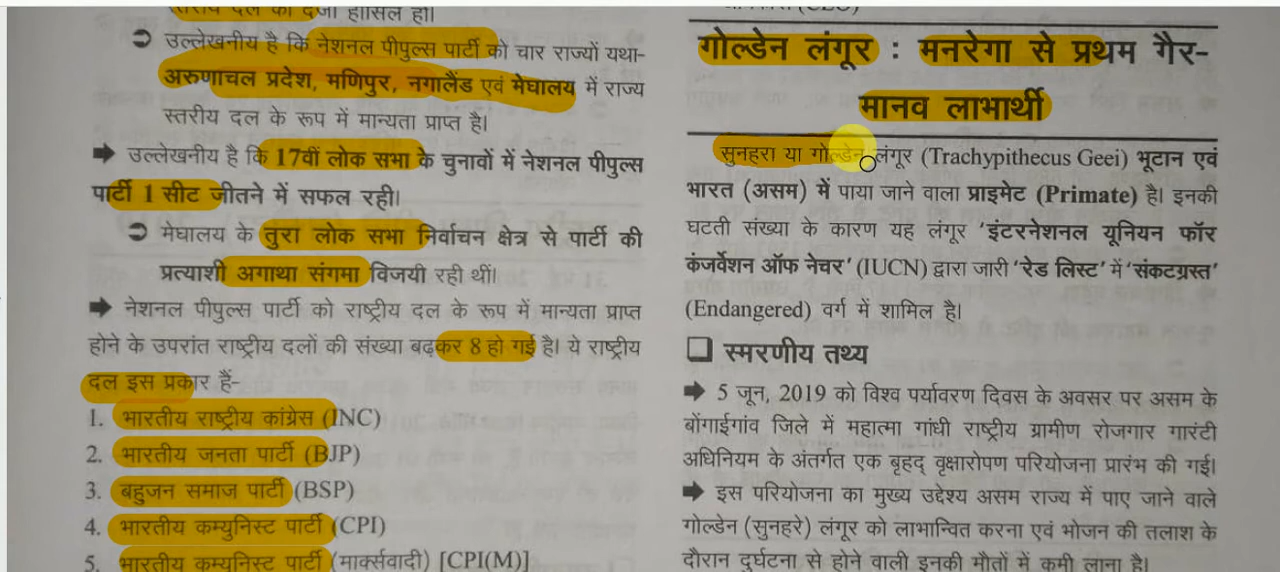 स्तरीय दल का दर्जा हासिल हो।
➲ उल्लेखनीय है कि नेशनल पीपुल्स पार्टी को चार राज्यों यथा-
अरुणाचल प्रदेश, मणिपुर, नगालैंड एवं मेघालय में राज्य
स्तरीय दल के रूप में मान्यता प्राप्त है।
➡ उल्लेखनीय है कि 17वीं लोक सभा के चुनावों में नेशनल पीपुल्स
पार्टी 1 सीट जीतने में सफल रही।
➲ मेघालय के तुरा लोक सभा निर्वाचन क्षेत्र से पार्टी की
प्रत्याशी अगाथा संगमा विजयी रही थीं।
➡ नेशनल पीपुल्स पार्टी को राष्ट्रीय दल के रूप में मान्यता प्राप्त
होने के उपरांत राष्ट्रीय दलों की संख्या बढ़कर 8 हो गई है। ये राष्ट्रीय
दल इस प्रकार हैं-
1. भारतीय राष्ट्रीय कांग्रेस (INC)
2. भारतीय जनता पार्टी (BJP)
3. बहुजन समाज पार्टी (BSP)
4. भारतीय कम्युनिस्ट पार्टी (CPI)
5. भारतीय कम्युनिस्ट पार्टी (मार्क्सवादी) [CPI(M)]
(CEO)
गोल्डेन लंगूर : मनरेगा से प्रथम गैर-
मानव लाभार्थी
सुनहरा या गोल्डेन लंगूर (Trachypithecus Geei) भूटान एवं
भारत (असम) में पाया जाने वाला प्राइमेट (Primate) है। इनकी
घटती संख्या के कारण यह लंगूर 'इंटरनेशनल यूनियन फॉर
कंजर्वेशन ऑफ नेचर' (IUCN) द्वारा जारी 'रेड लिस्ट' में 'संकटग्रस्त'
(Endangered) वर्ग में शामिल है।
❑ स्मरणीय तथ्य
➡ 5 जून, 2019 को विश्व पर्यावरण दिवस के अवसर पर असम के
बोंगाईगांव जिले में महात्मा गांधी राष्ट्रीय ग्रामीण रोजगार गारंटी
अधिनियम के अंतर्गत एक बृहद् वृक्षारोपण परियोजना प्रारंभ की गई।
➡ इस परियोजना का मुख्य उद्देश्य असम राज्य में पाए जाने वाले
गोल्डेन (सुनहरे) लंगूर को लाभान्वित करना एवं भोजन की तलाश के
दौरान दुर्घटना से होने वाली इनकी मौतों में कमी लाना है।